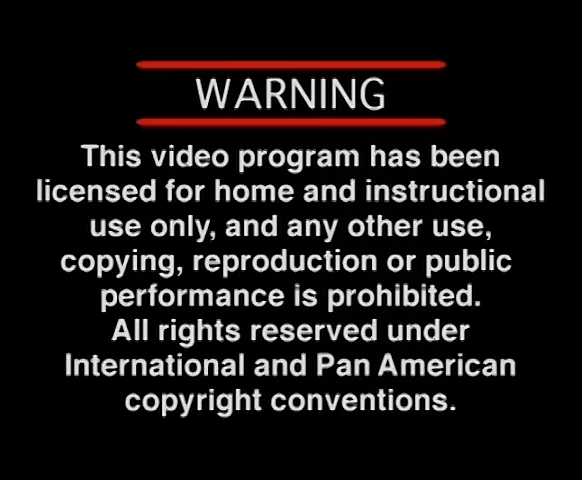 WARNING
This video program has been
licensed for home and instructional
use only, and any other use,
copying, reproduction or public
performance is prohibited.
All rights reserved under
International and Pan American
copyright conventions.